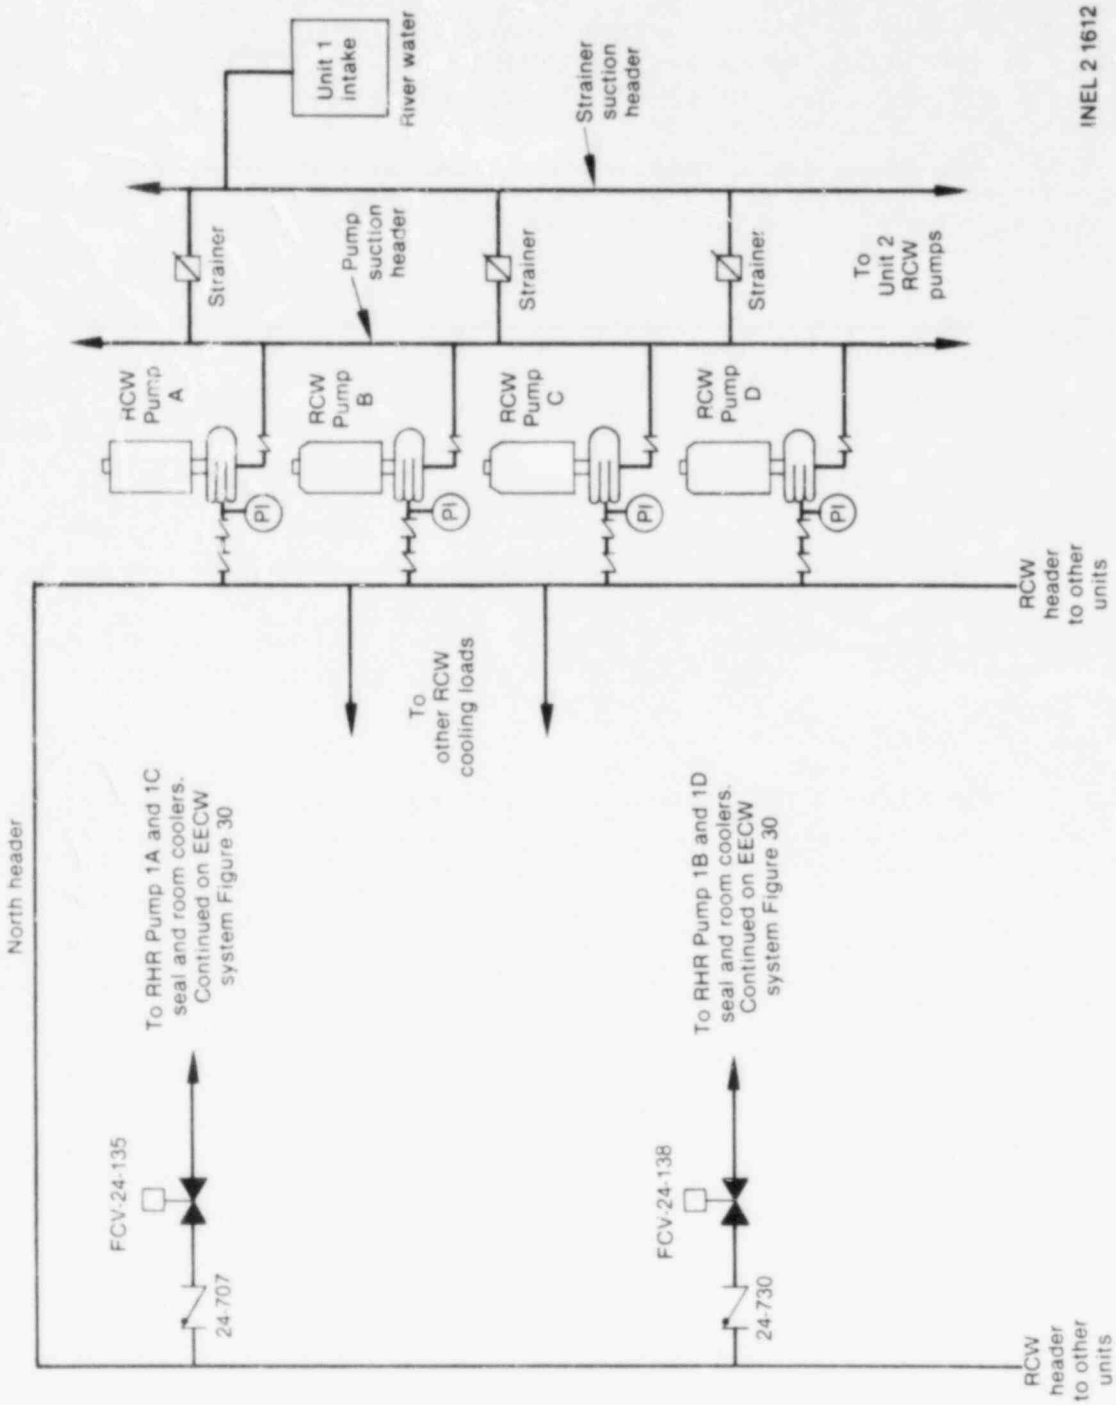 North header
FCV-24-135
24-707
To RHR Pump 1A and 1C
seal and room coolers.
Continued on EECW
system Figure 30
FCV-24-138
24-730
To RHR Pump 1B and 1D
seal and room coolers.
Continued on EECW
system Figure 30
RCW
header
to other
units
To
other RCW
cooling loads
RCW
header
to other
units
RCW
Pump
A
PI
RCW
Pump
B
PI
RCW
Pump
C
PI
RCW
Pump
D
PI
Pump
suction
header
Strainer
Strainer
Strainer
To
Unit 2
RCW
pumps
Unit 1
intake
River water
Strainer
suction
header
INEL 2 1612